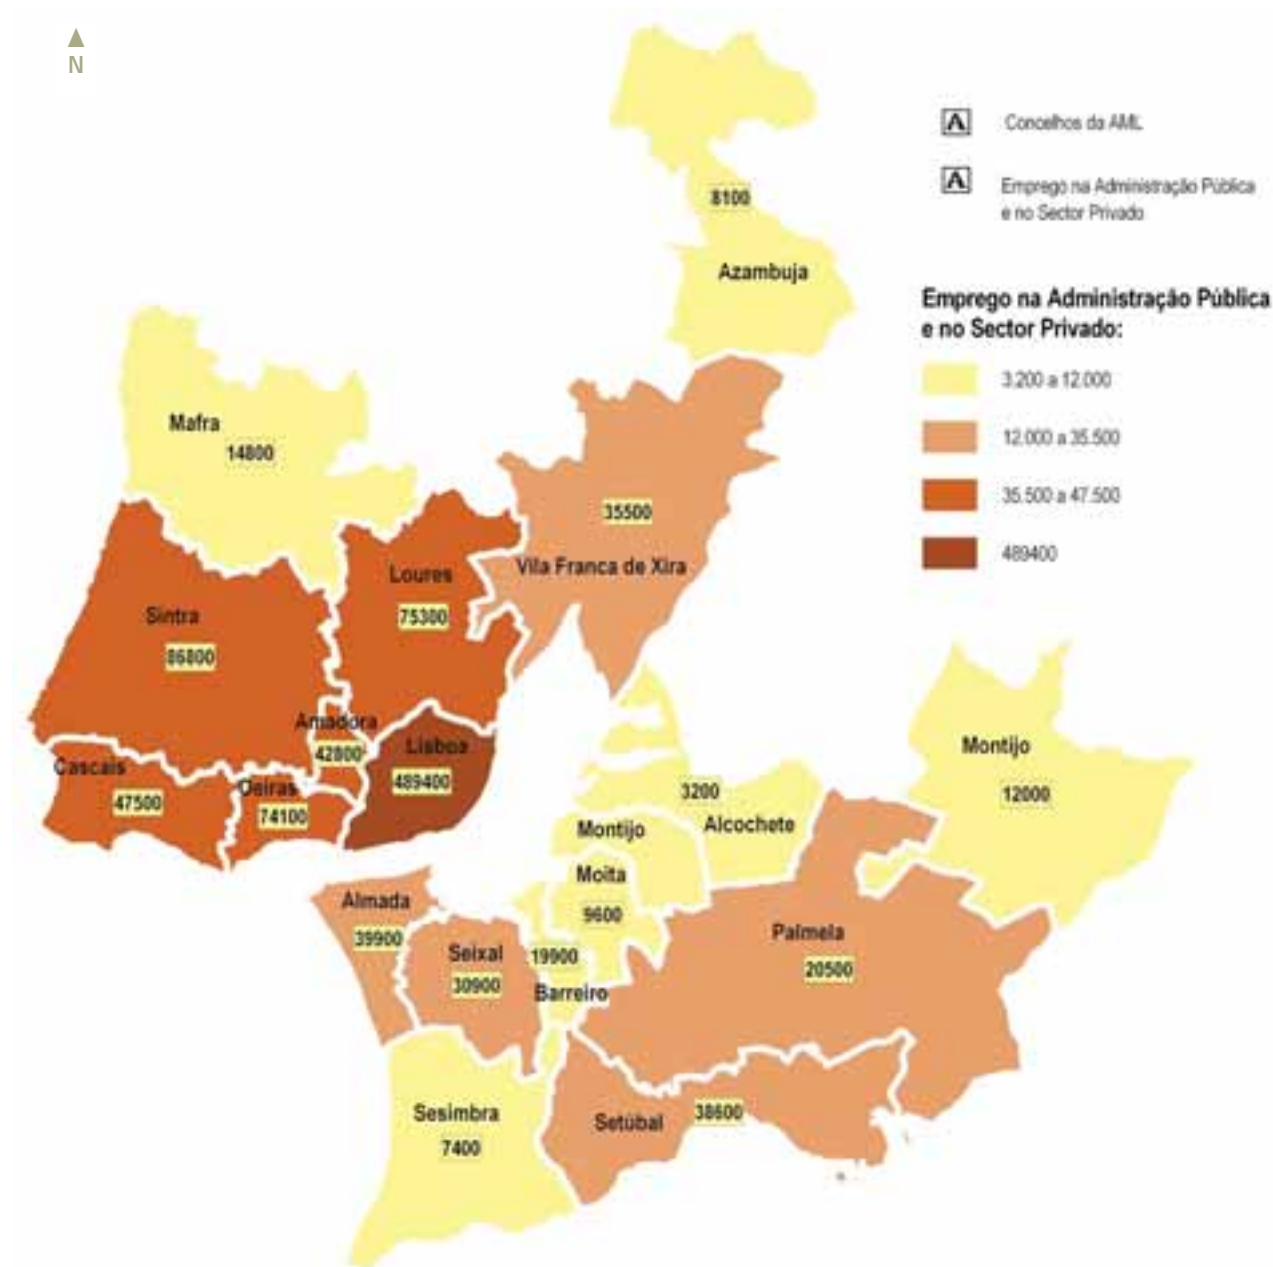 N
Concelhos da AML
Emprego na Administração Pública
e no Sector Privado
8100
Azambuja
Emprego na Administração Pública
e no Sector Privado:
3.200 a 12.000
12.000 a 35.500
35.500 a 47.500
489400
Mafra
14800
35500
Vila Franca de Xira
Loures
75300
Sintra
86800
Amadora
42800
Lisboa
489400
Cascais
47500
Oeiras
74100
Montijo
12000
3200
Alcochete
Montijo
Moita
9600
Almada
39900
Seixal
30900
19900
Barreiro
Palmela
20500
Sesimbra
7400
Setúbal
38600